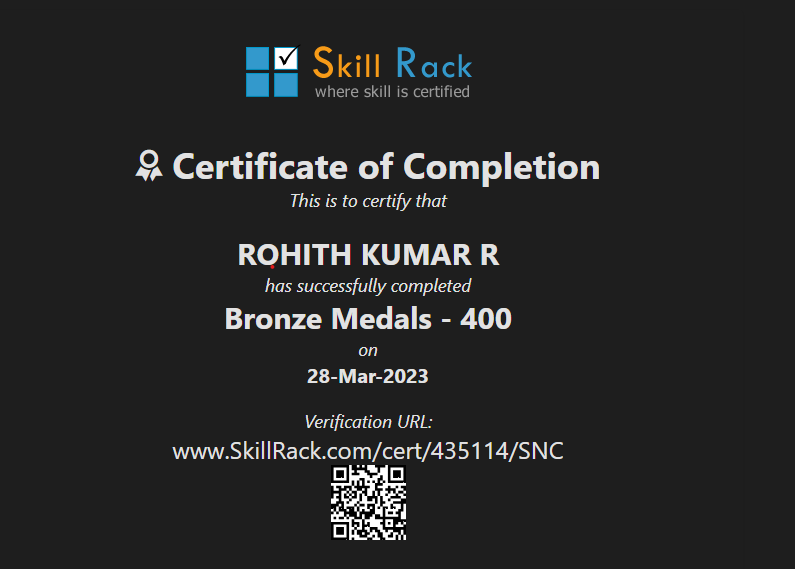 Skill Rack
where skill is certified
Certificate of Completion
This is to certify that
ROHITH KUMAR R
has successfully completed
Bronze Medals - 400
on
28-Mar-2023
Verification URL:
www.SkillRack.com/cert/435114/SNC